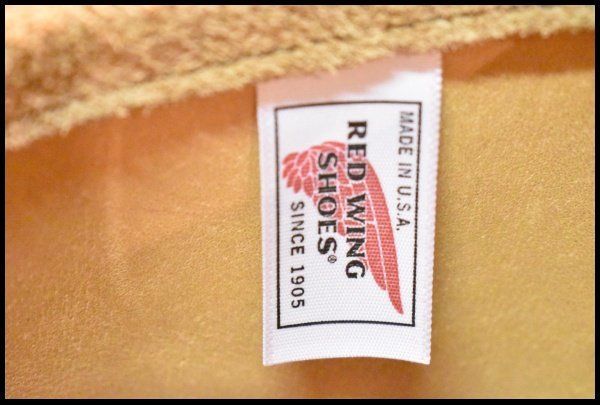 MADE IN U.S.A.
RED WING
SHOES®
SINCE 1905